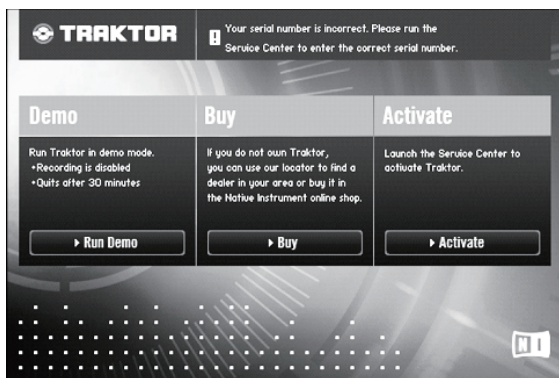 TRAKTOR
Your serial number is incorrect. Please run the
Service Center to enter the correct serial number.
Demo
Run Traktor in demo mode.
•Recording is disabled
•Quits after 30 minutes
Run Demo
Buy
If you do not own Traktor,
you can use our locator to find a
dealer in your area or buy it in
the Native Instrument online shop.
Buy
Activate
Launch the Service Center to
activate Traktor.
Activate
NI